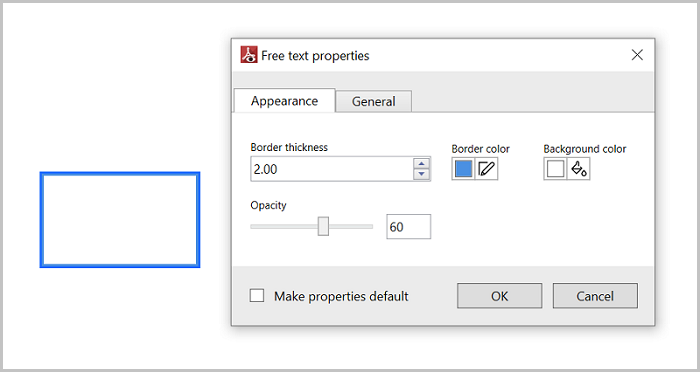 Free text properties
Appearance
General
Border thickness
Border color
Background color
2.00
Opacity
60
Make properties default
OK
Cancel